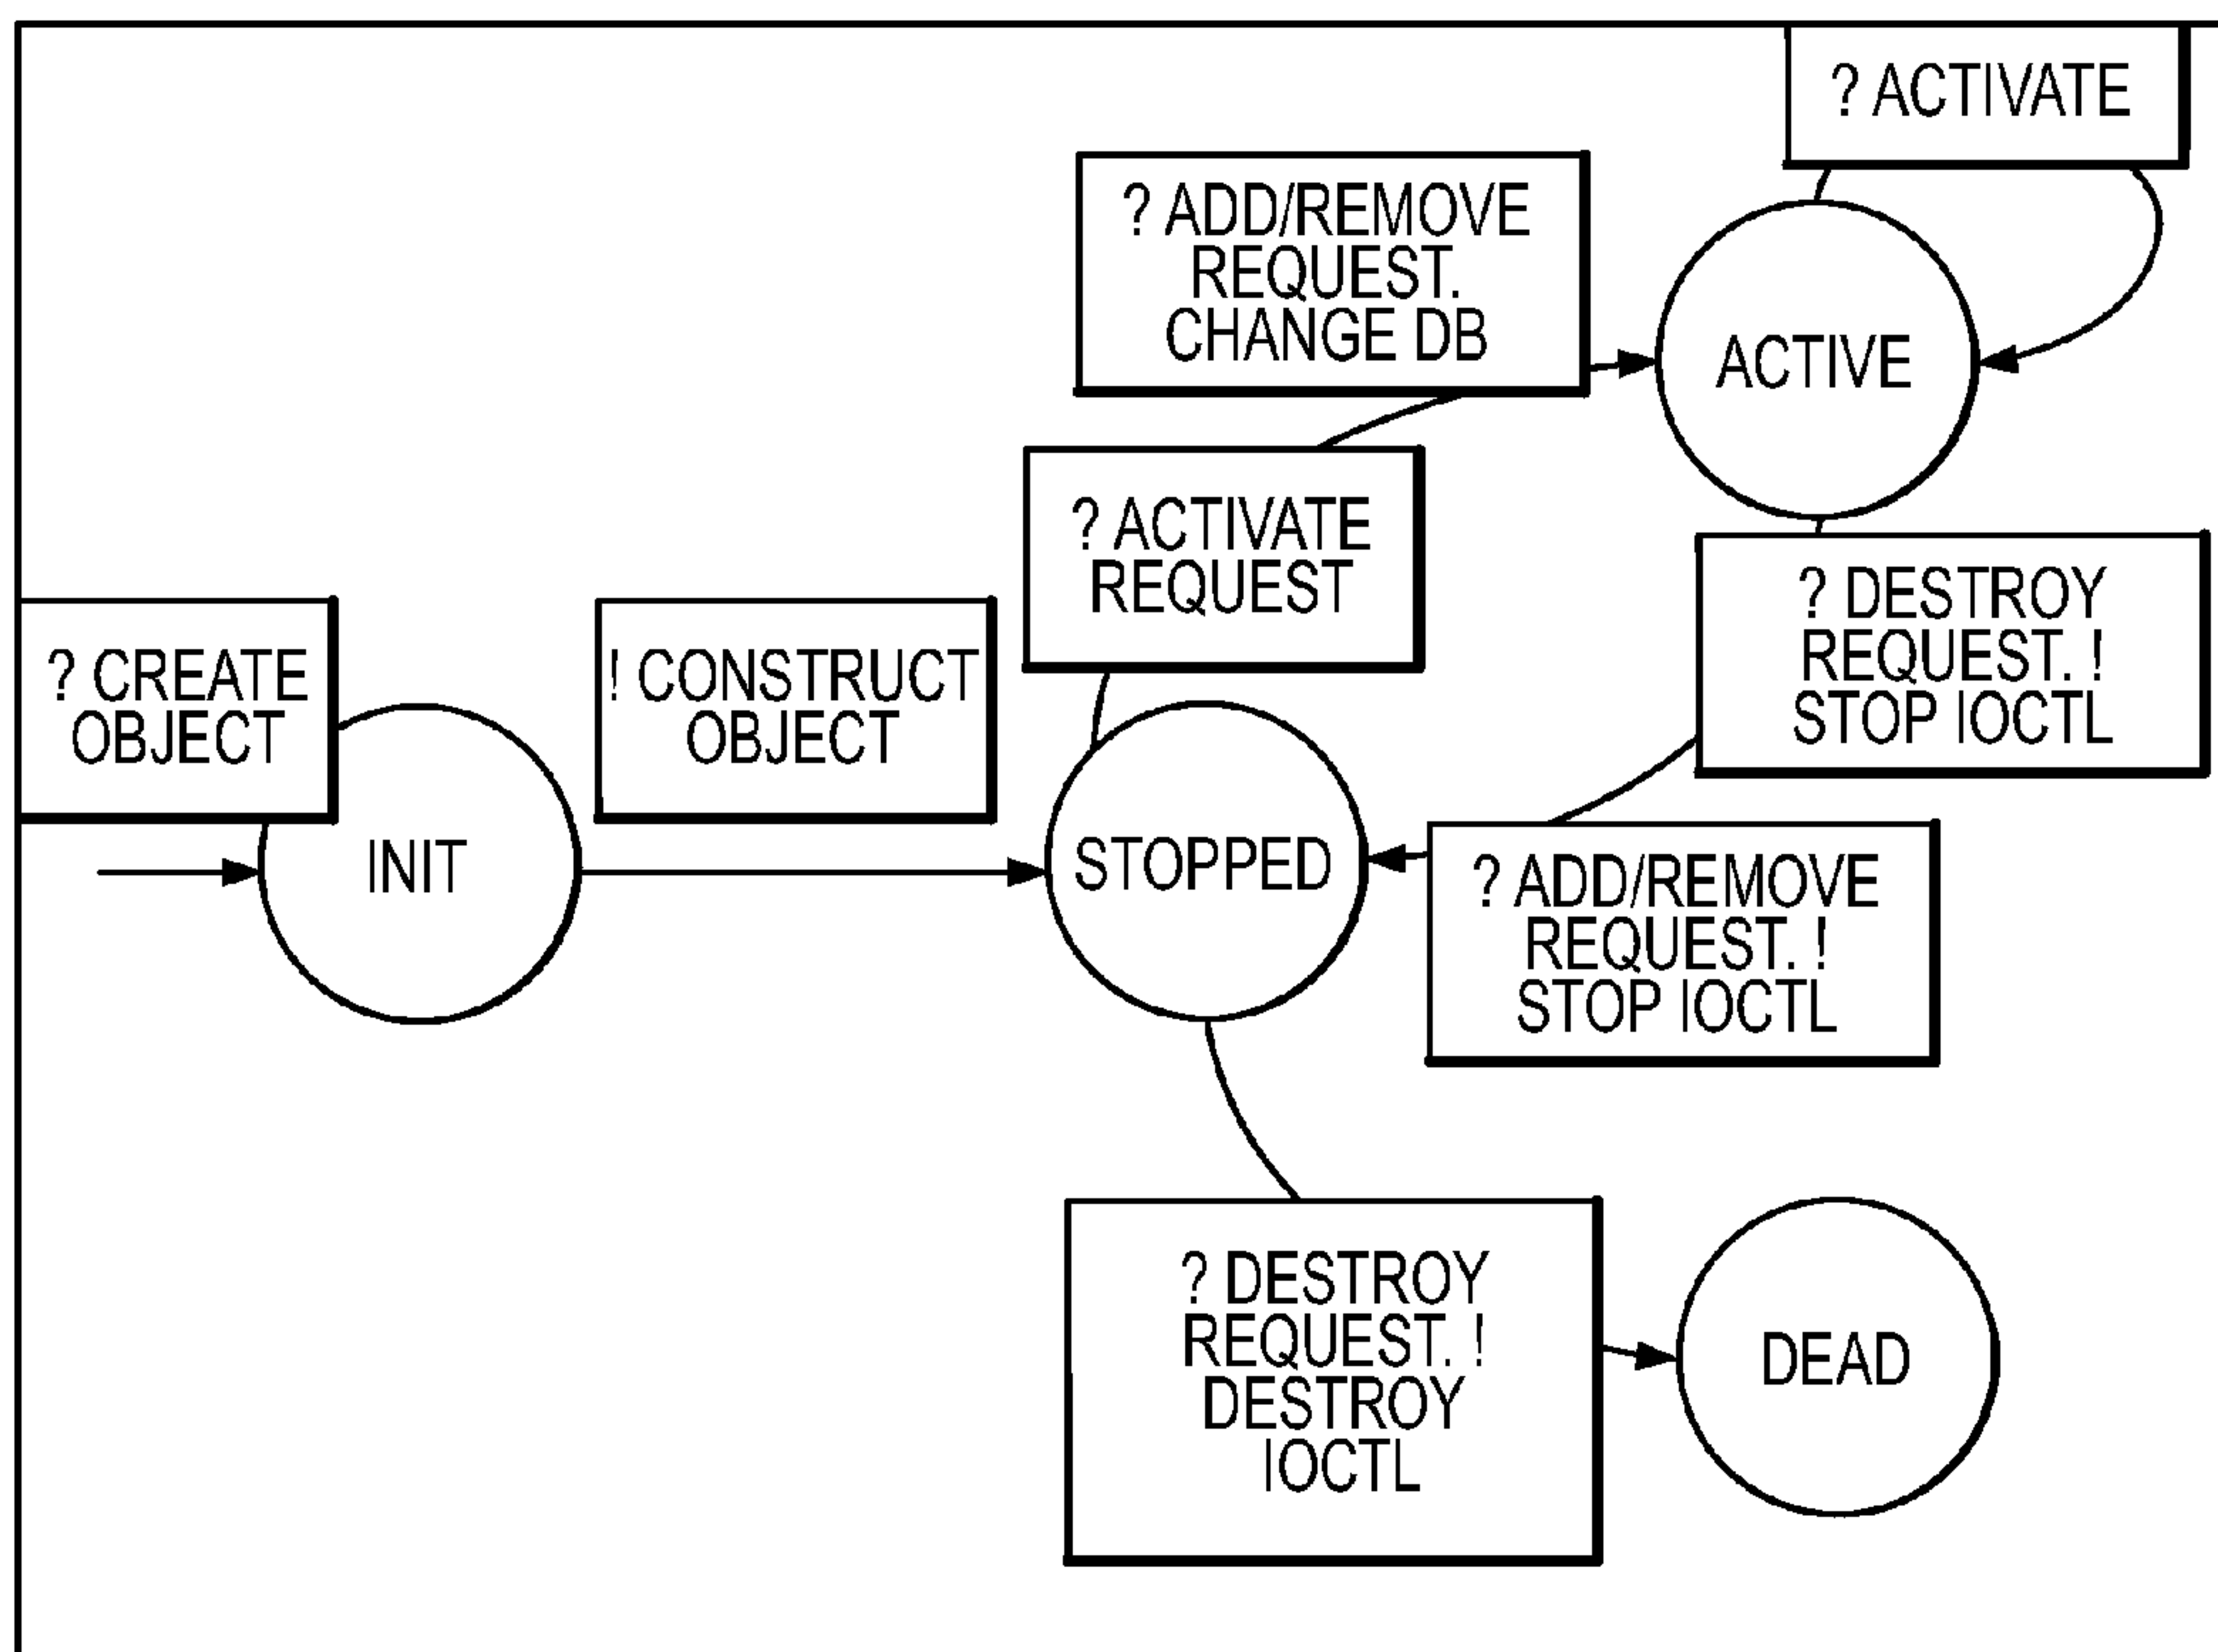 ? ACTIVATE
? ADD/REMOVE
REQUEST.
CHANGE DB
ACTIVE
? ACTIVATE
REQUEST
? DESTROY
REQUEST. !
STOP IOCTL
? CREATE
OBJECT
! CONSTRUCT
OBJECT
INIT
STOPPED
? ADD/REMOVE
REQUEST. !
STOP IOCTL
? DESTROY
REQUEST. !
DESTROY
IOCTL
DEAD